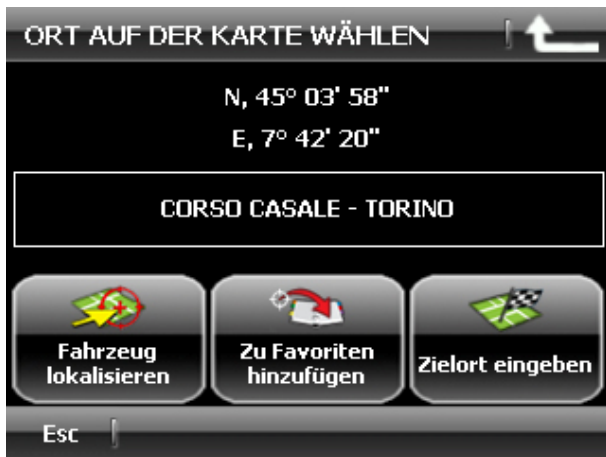 ORT AUF DER KARTE WÄHLEN
N, 45° 03' 58"
E, 7° 42' 20"
CORSO CASALE - TORINO
Fahrzeug
lokalisieren
Zu Favoriten
hinzufügen
Zielort eingeben
Esc